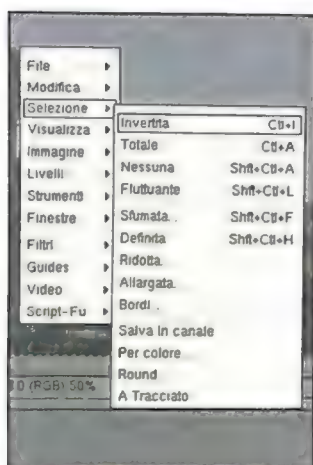 File
Modifica
Selezione
Visualizza
Immagine
Livelli
Strumenti
Finestre
Filtri
Guides
Video
Script-Fu
Invertita Ctl+I
Totale Ctl+A
Nessuna Shft+Ctl+A
Fluttuante Shft+Ctl+L
Sfumata.. Shft+Ctl+F
Definita Shft+Ctl+H
Ridotta.
Allargata.
Bordi .
Salva in canale
Per colore
Round
A Tracciato
0 (RGB) 50%